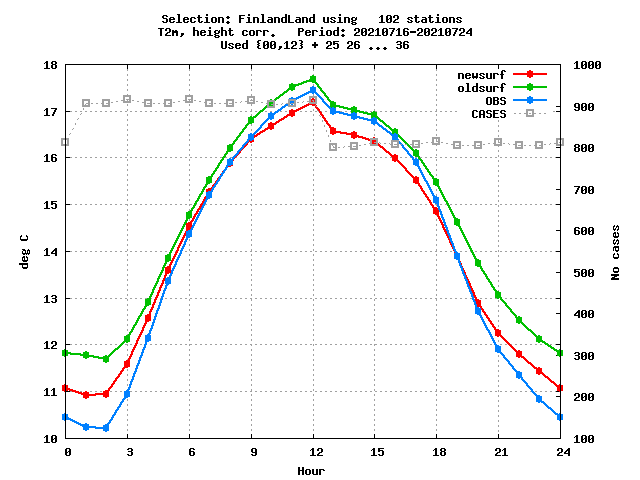 Selection: FinlandLand using   102 stations
T2m, height corr.   Period: 20210716-20210724
Used {00,12} + 25 26 ... 36
newsurf
oldsurf
OBS
CASES
deg C
18
17
16
15
14
13
12
11
10
1000
900
800
700
600
500
400
300
200
100
No cases
0 3 6 9 12 15 18 21 24
Hour